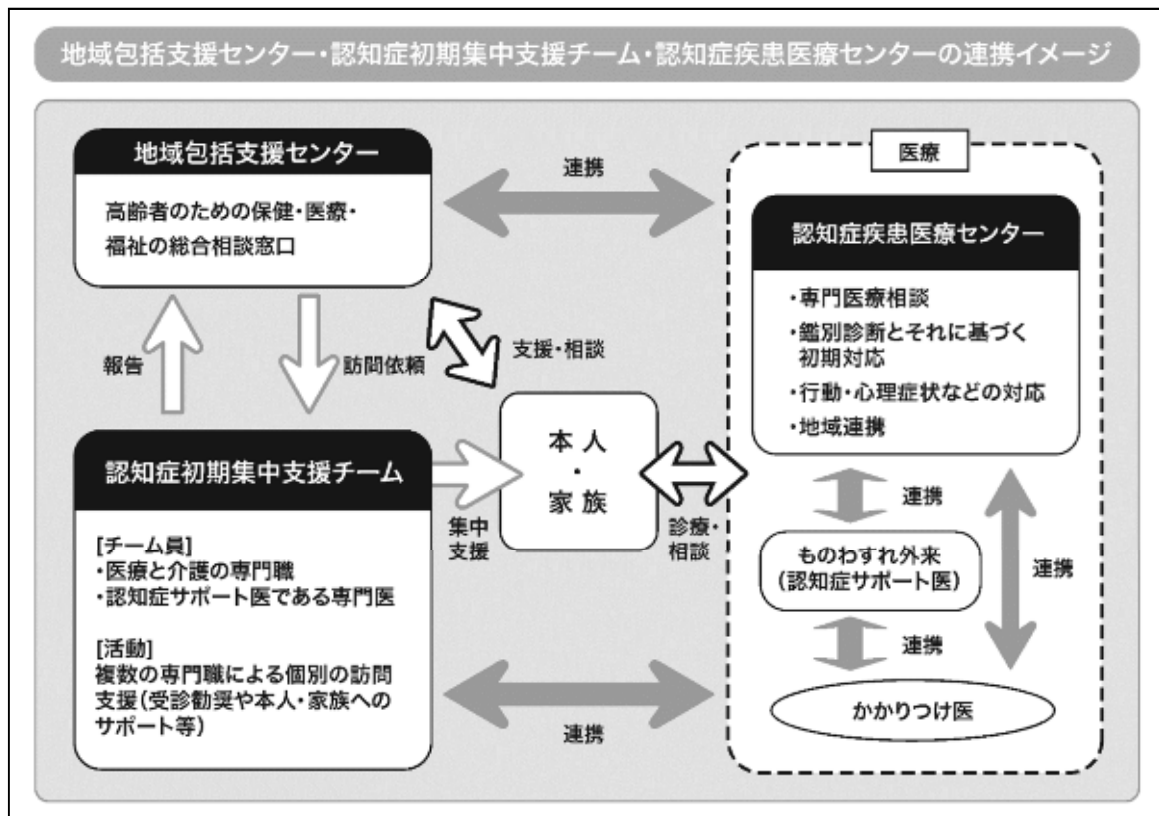 地域包括支援センター・認知症初期集中支援チーム・認知症疾患医療センターの連携イメージ
地域包括支援センター
高齢者のための保健・医療・
福祉の総合相談窓口
連携
医療
認知症疾患医療センター
・専門医療相談
・鑑別診断とそれに基づく
初期対応
・行動・心理症状などの対応
・地域連携
報告
訪問依頼
支援・相談
本人
・
家族
認知症初期集中支援チーム
[チーム員]
・医療と介護の専門職
・認知症サポート医である専門医
[活動]
複数の専門職による個別の訪問
支援(受診勧奨や本人・家族への
サポート等)
集中
支援
診療・
相談
連携
ものわすれ外来
(認知症サポート医)
連携
連携
かかりつけ医
連携